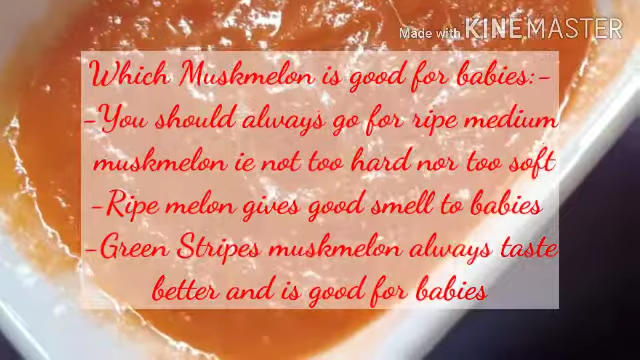 Made with KINEMASTER
Which Muskmelon is good for babies:-
-You should always go for ripe medium
muskmelon ie not too hard nor too soft
-Ripe melon gives good smell to babies
-Green Stripes muskmelon always taste
better and is good for babies